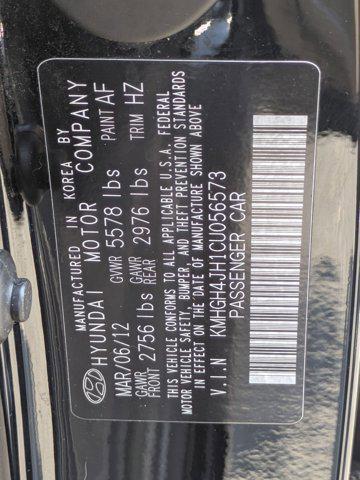 MANUFACTURED IN KOREA BY
HYUNDAI MOTOR COMPANY
MAR/06/12 GVWR 5578 lbs PAINT AF
GAWR FRONT 2756 lbs GAWR REAR 2976 lbs TRIM HZ
THIS VEHICLE CONFORMS TO ALL APPLICABLE U.S.A. FEDERAL
MOTOR VEHICLE SAFETY, BUMPER, AND THEFT PREVENTION STANDARDS
IN EFFECT ON THE DATE OF MANUFACTURE SHOWN ABOVE
V.I.N KMHGH4JH1CU056573
PASSENGER CAR